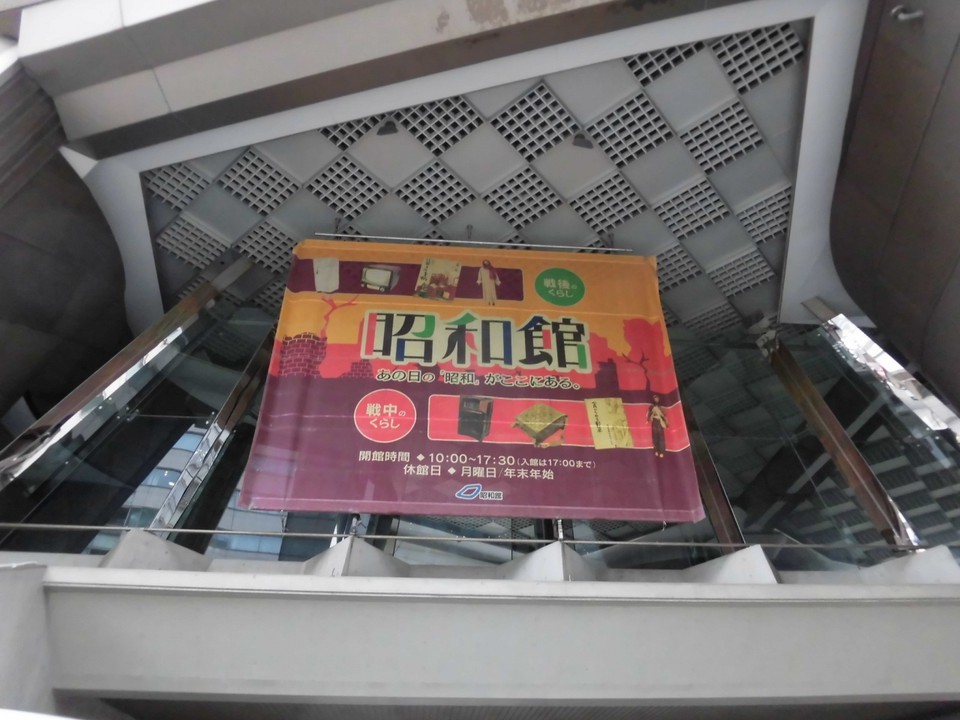 戦後の
くらし
昭和館
あの日の〝昭和〟がここにある。
戦中の
くらし
開館時間 ◆ 10:00~17:30(入館は17:00まで)
休館日 ◆ 月曜日/年末年始
昭和館